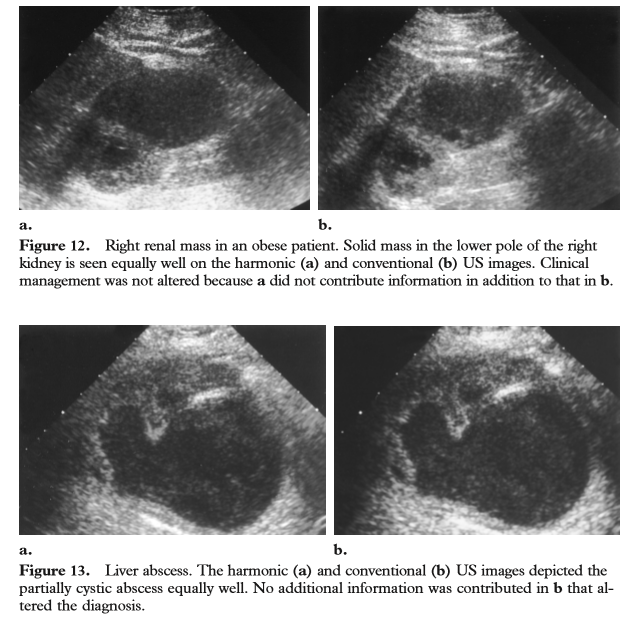 a. b.
Figure 12. Right renal mass in an obese patient. Solid mass in the lower pole of the right
kidney is seen equally well on the harmonic (a) and conventional (b) US images. Clinical
management was not altered because a did not contribute information in addition to that in b.
a. b.
Figure 13. Liver abscess. The harmonic (a) and conventional (b) US images depicted the
partially cystic abscess equally well. No additional information was contributed in b that al-
tered the diagnosis.